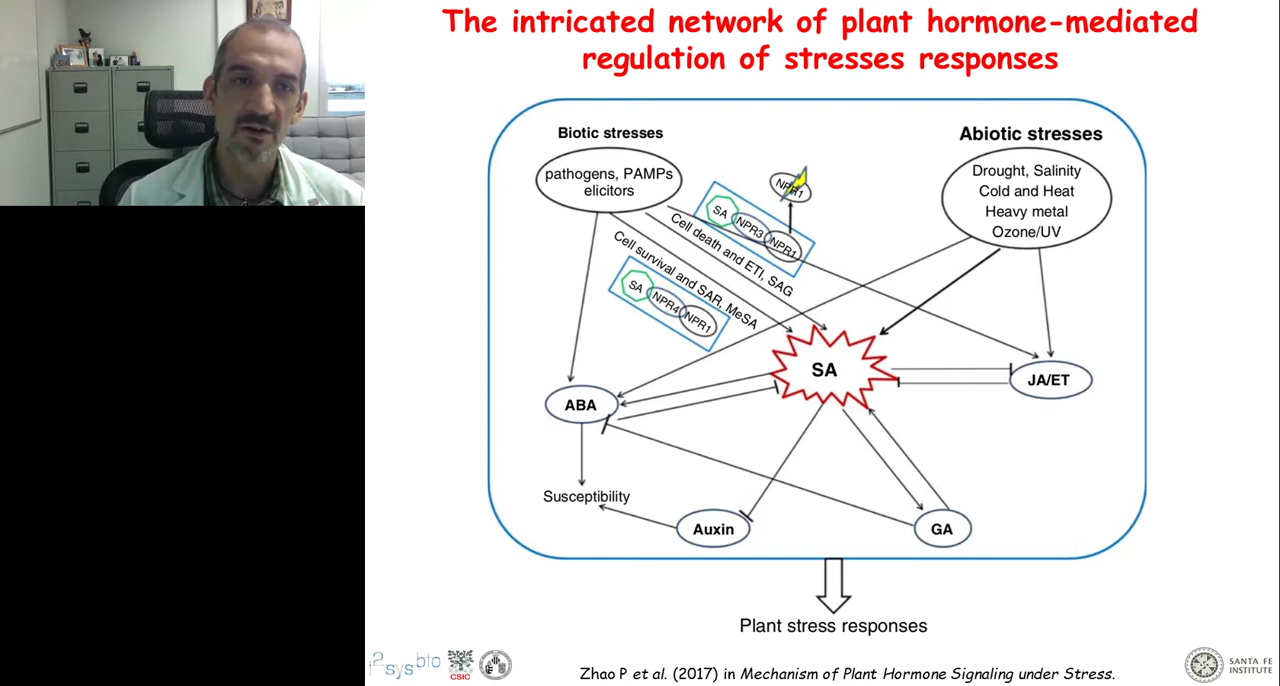 The intricated network of plant hormone-mediated
regulation of stresses responses
Biotic stresses
pathogens, PAMPs
elicitors
Abiotic stresses
Drought, Salinity
Cold and Heat
Heavy metal
Ozone/UV
NPR1
SA
NPR3
NPR1
Cell death and ETI, SAG
Cell survival and SAR, MeSA
SA
NPR4
NPR1
SA
JA/ET
ABA
Susceptibility
Auxin
GA
Plant stress responses
Zhao P et al. (2017) in Mechanism of Plant Hormone Signaling under Stress.
CSIC
SANTA FE
INSTITUTE